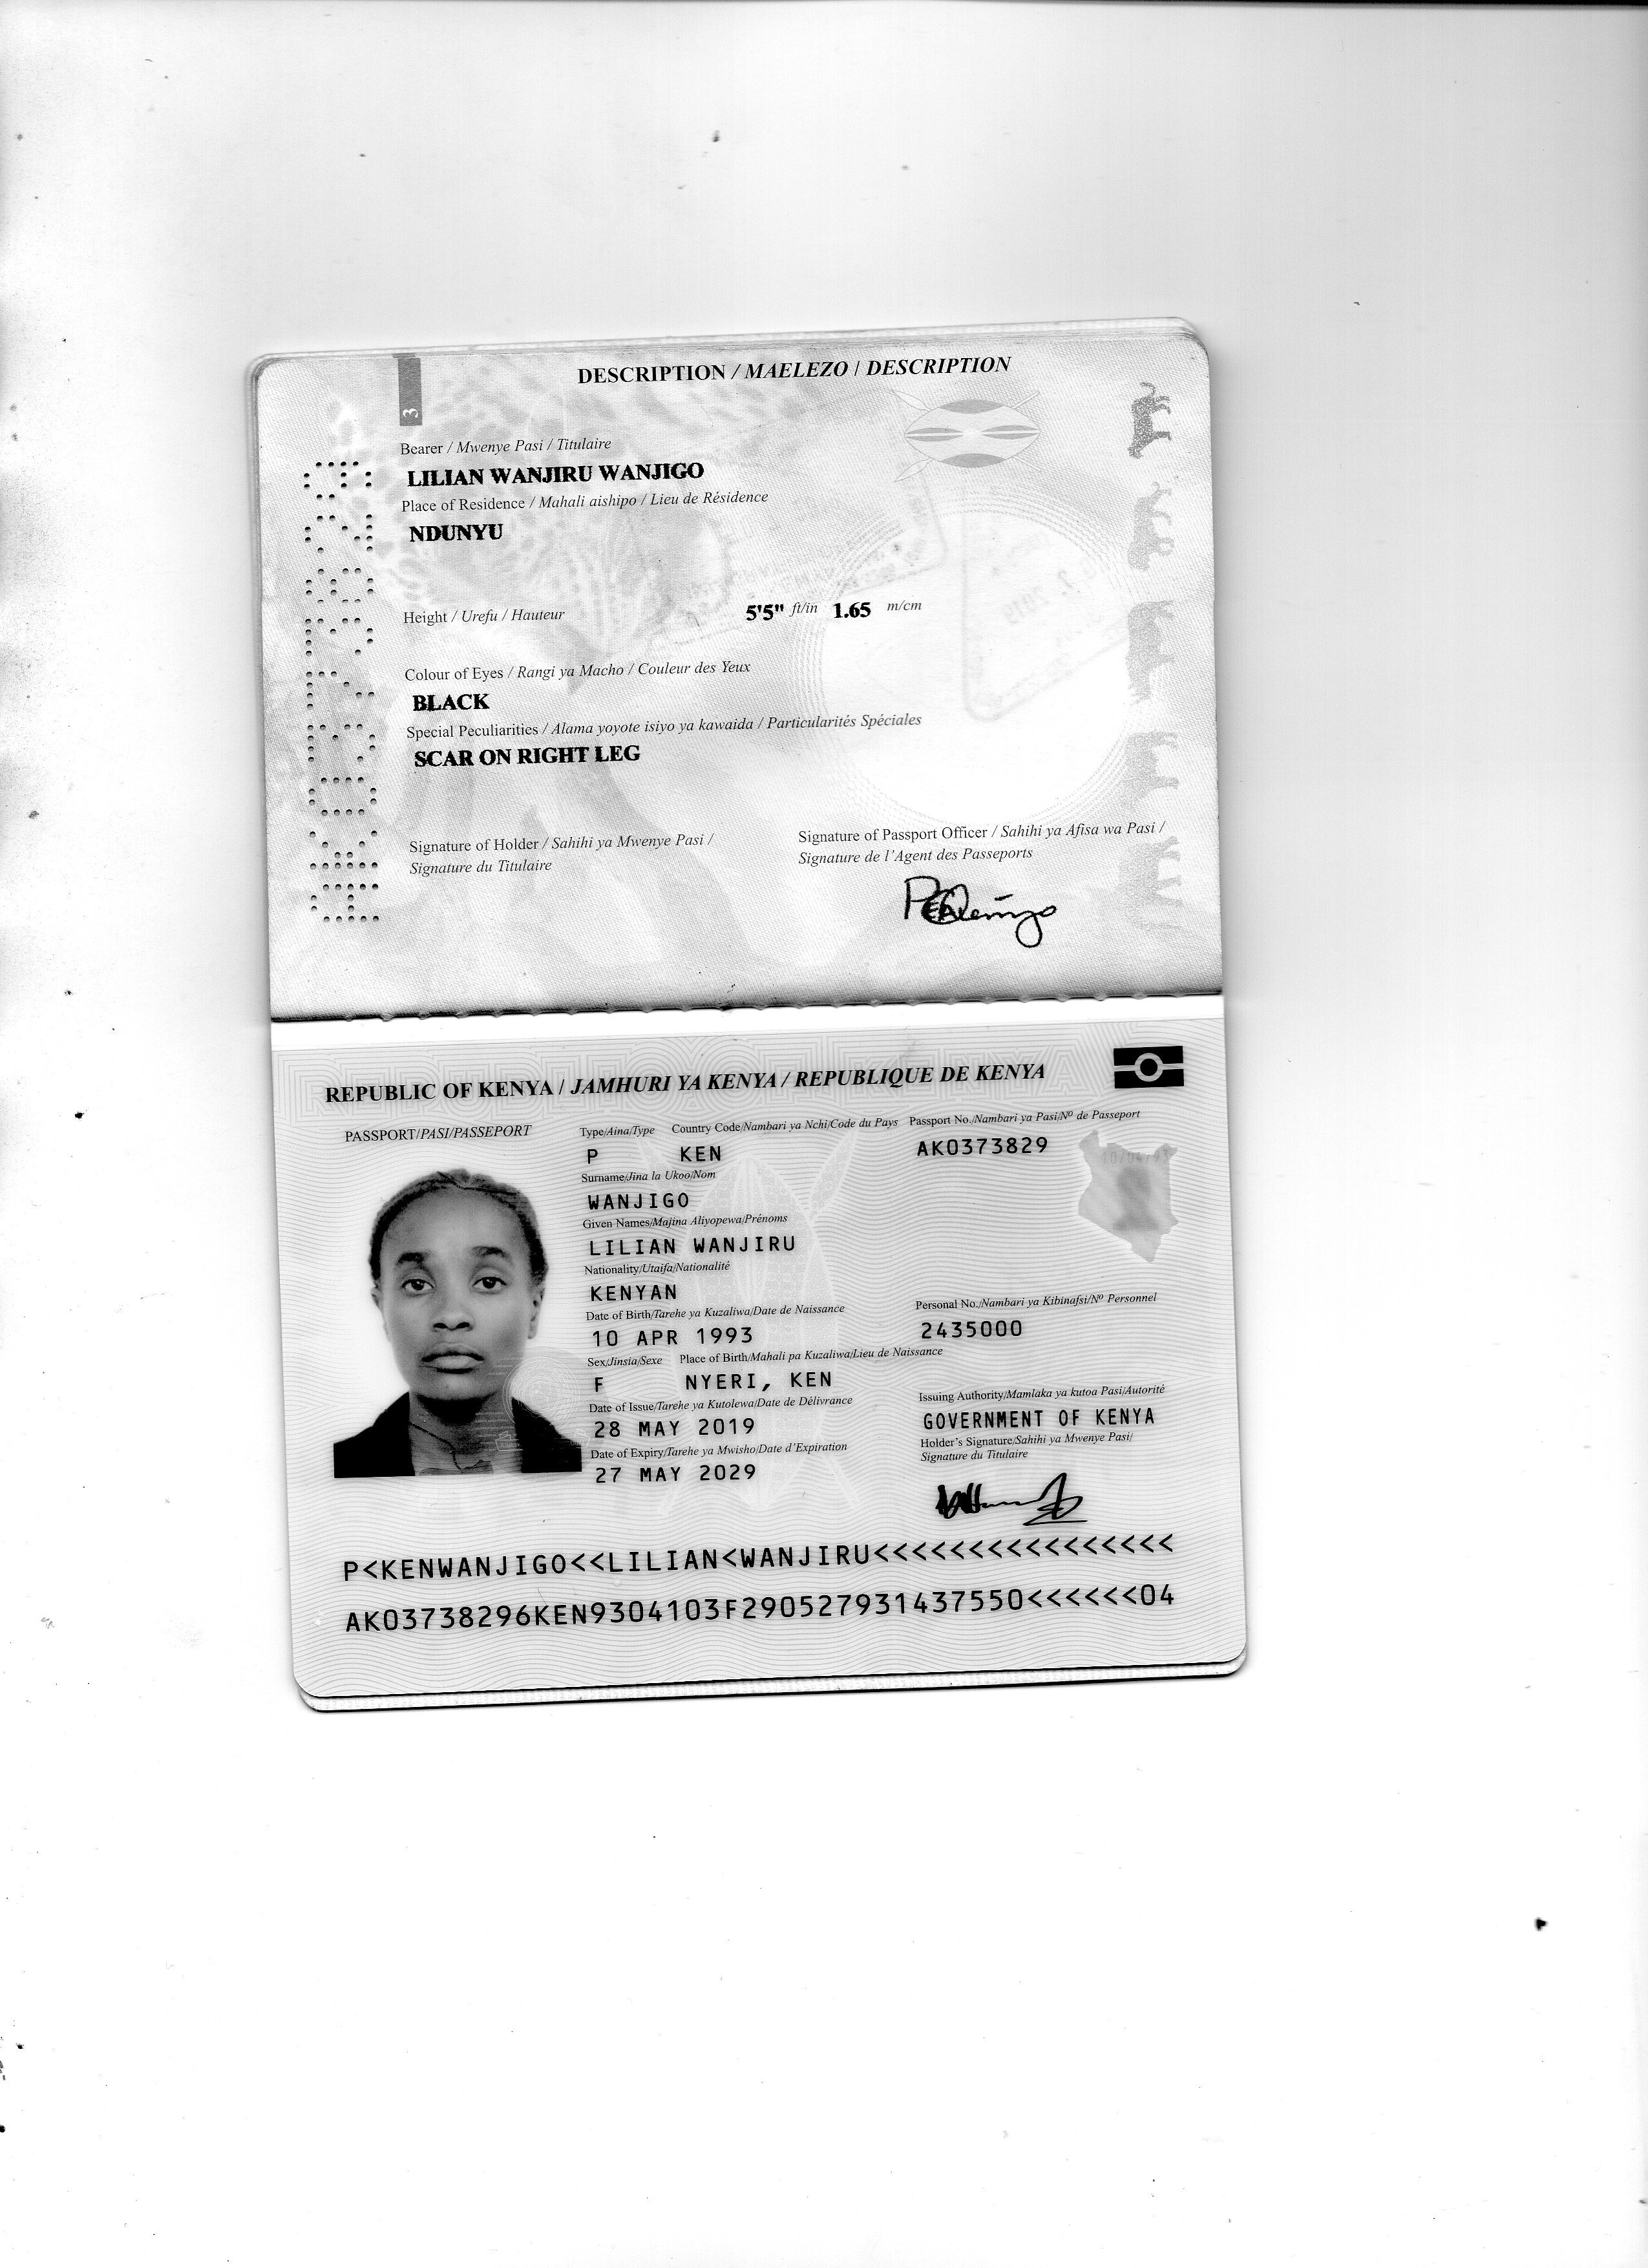 DESCRIPTION / MAELEZO / DESCRIPTION
3
Bearer / Mwenye Pasi / Titulaire
LILIAN WANJIRU WANJIGO
Place of Residence / Mahali aishipo / Lieu de Résidence
NDUNYU
Height / Urefu / Hauteur 5'5" ft/in 1.65 m/cm
Colour of Eyes / Rangi ya Macho / Couleur des Yeux
BLACK
Special Peculiarities / Alama yoyote isiyo ya kawaida / Particularités Spéciales
SCAR ON RIGHT LEG
Signature of Holder / Sahihi ya Mwenye Pasi /
Signature du Titulaire
Signature of Passport Officer / Sahihi ya Afisa wa Pasi /
Signature de l'Agent des Passeports
AK0373829
REPUBLIC OF KENYA / JAMHURI YA KENYA / REPUBLIQUE DE KENYA
PASSPORT/PASI/PASSEPORT
Type/Aina/Type Country Code/Nambari ya Nchi/Code du Pays Passport No./Nambari ya Pasi/Nº de Passeport
P KEN AK0373829
Surname/Jina la Ukoo/Nom
WANJIGO
Given Names/Majina Aliyopewa/Prénoms
LILIAN WANJIRU
Nationality/Utaifa/Nationalité
KENYAN
Date of Birth/Tarehe ya Kuzaliwa/Date de Naissance
10 APR 1993
Personal No./Nambari ya Kibinafsi/Nº Personnel
2435000
Sex/Jinsia/Sexe Place of Birth/Mahali pa Kuzaliwa/Lieu de Naissance
F NYERI, KEN
Date of Issue/Tarehe ya Kutolewa/Date de Délivrance
28 MAY 2019
Issuing Authority/Mamlaka ya kutoa Pasi/Autorité
GOVERNMENT OF KENYA
Date of Expiry/Tarehe ya Mwisho/Date d'Expiration
27 MAY 2029
Holder's Signature/Sahihi ya Mwenye Pasi/
Signature du Titulaire
P<KENWANJIGO<<LILIAN<WANJIRU<<<<<<<<<<<<<<<<
AK03738296KEN9304103F290527931437550<<<<<<04